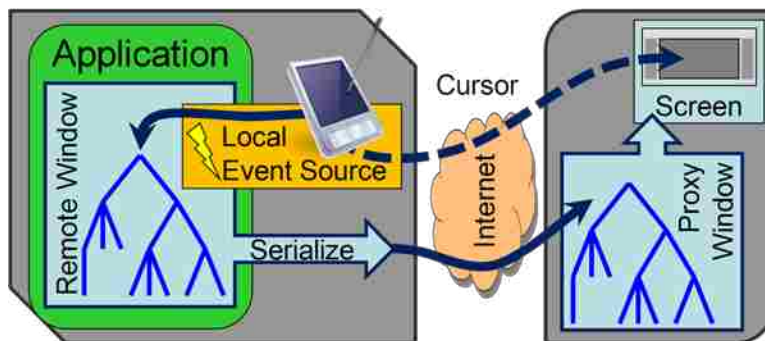 Application
Remote Window
Local
Event Source
Serialize
Cursor
Internet
Screen
Proxy
Window